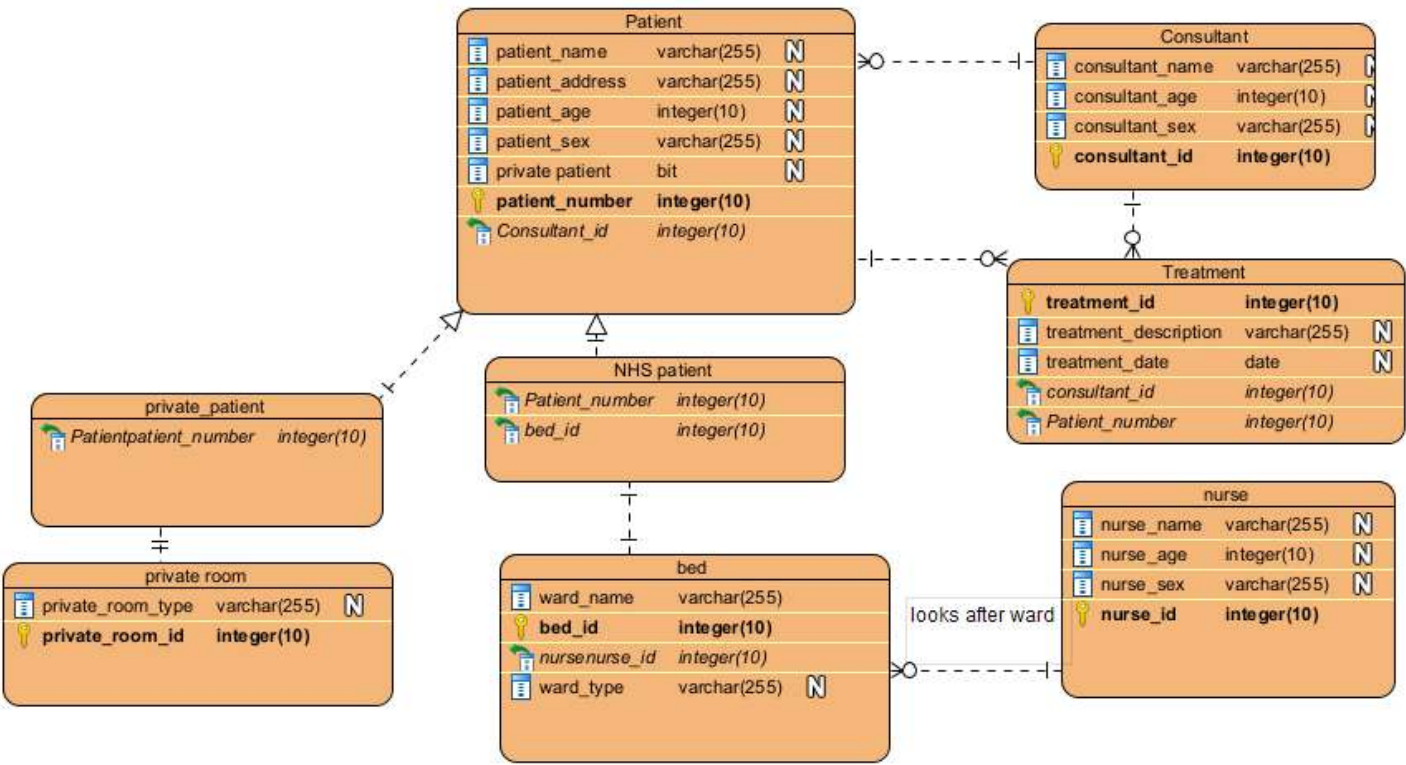 Patient
patient_name varchar(255) N
patient_address varchar(255) N
patient_age integer(10) N
patient_sex varchar(255) N
private patient bit N
patient_number integer(10)
Consultant_id integer(10)
Consultant
consultant_name varchar(255) N
consultant_age integer(10) N
consultant_sex varchar(255) N
consultant_id integer(10)
Treatment
treatment_id integer(10)
treatment_description varchar(255) N
treatment_date date N
consultant_id integer(10)
Patient_number integer(10)
private_patient
Patientpatient_number integer(10)
NHS patient
Patient_number integer(10)
bed_id integer(10)
private room
private_room_type varchar(255) N
private_room_id integer(10)
bed
ward_name varchar(255)
bed_id integer(10)
nursenurse_id integer(10)
ward_type varchar(255) N
looks after ward
nurse
nurse_name varchar(255) N
nurse_age integer(10) N
nurse_sex varchar(255) N
nurse_id integer(10)